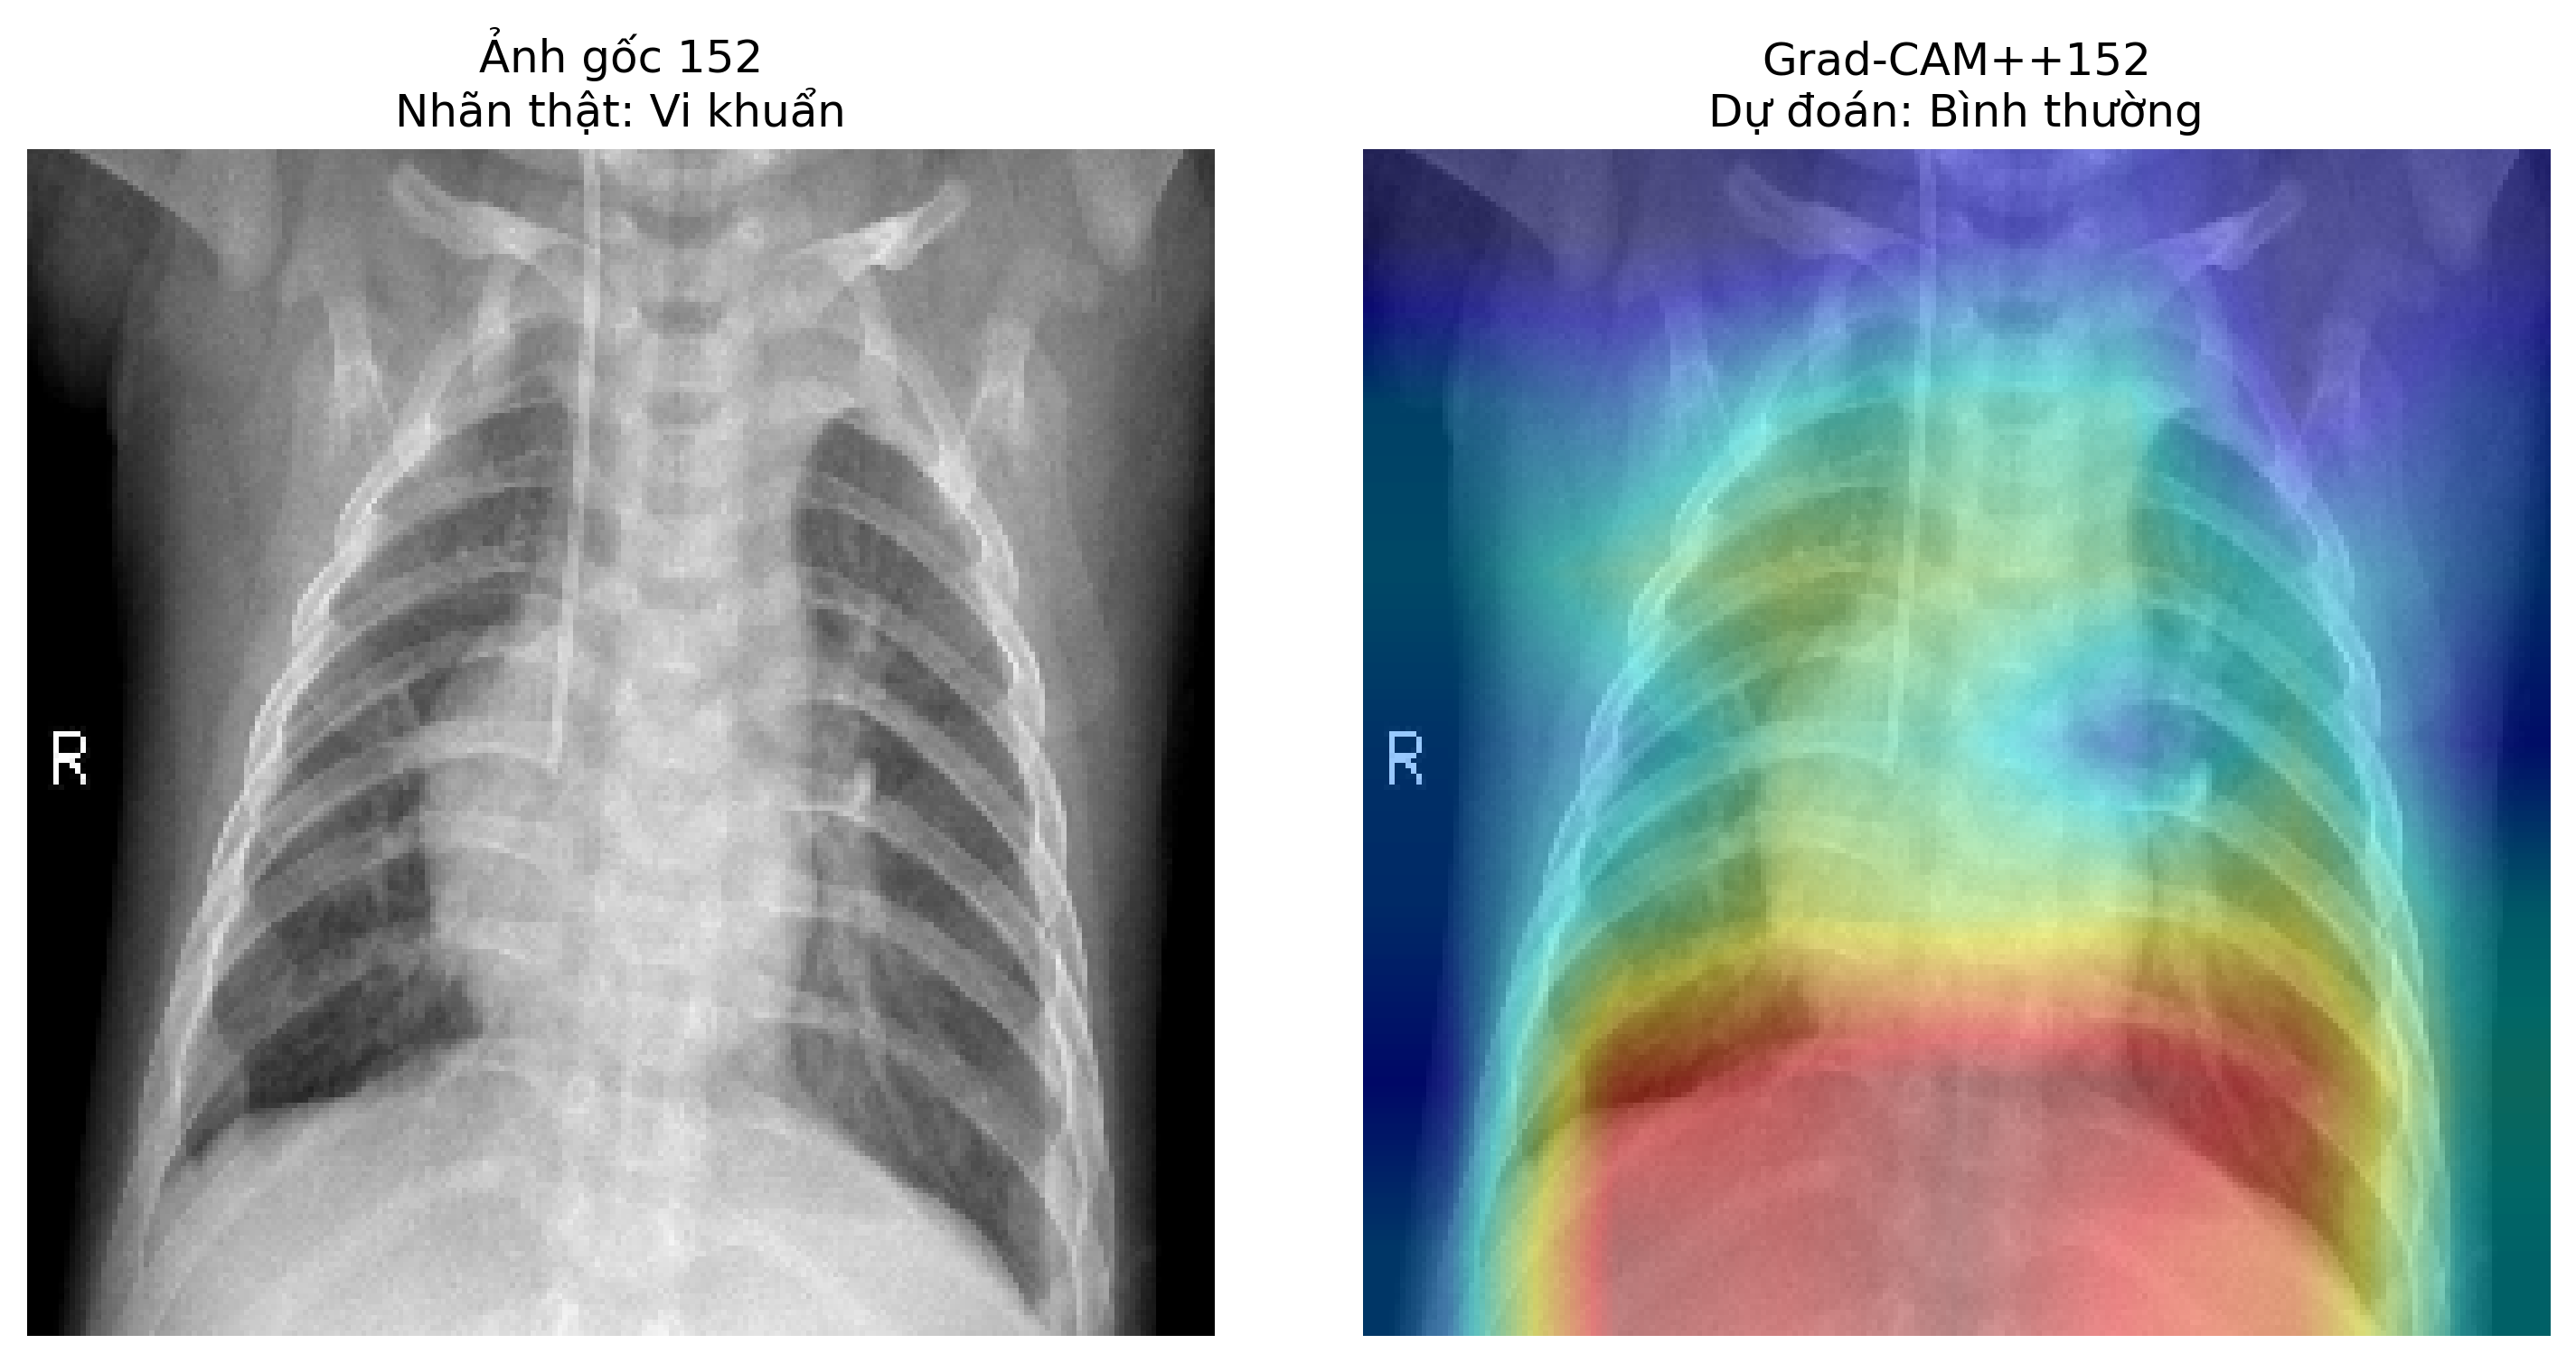 Ảnh gốc 152
Nhãn thật: Vi khuẩn
Grad-CAM++152
Dự đoán: Bình thường
R
R